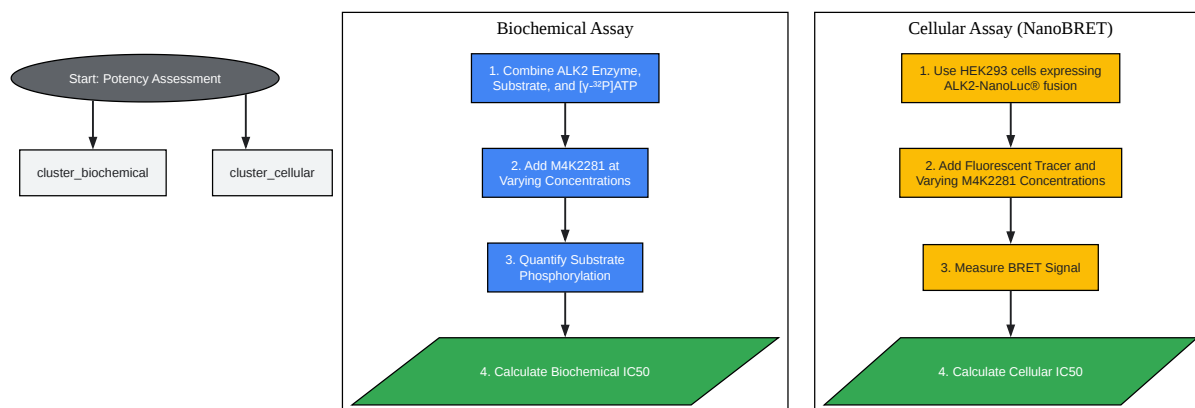 Start: Potency Assessment
cluster_biochemical
cluster_cellular
Biochemical Assay
1. Combine ALK2 Enzyme,
Substrate, and [γ-³²P]ATP
2. Add M4K2281 at
Varying Concentrations
3. Quantify Substrate
Phosphorylation
4. Calculate Biochemical IC50
Cellular Assay (NanoBRET)
1. Use HEK293 cells expressing
ALK2-NanoLuc® fusion
2. Add Fluorescent Tracer and
Varying M4K2281 Concentrations
3. Measure BRET Signal
4. Calculate Cellular IC50